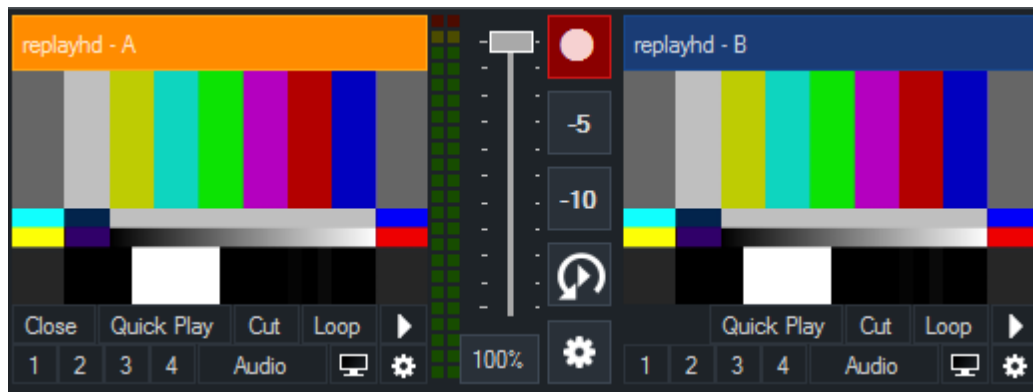 replayhd - A
replayhd - B
-5
-10
Close Quick Play Cut Loop
1 2 3 4 Audio
100%
Quick Play Cut Loop
1 2 3 4 Audio